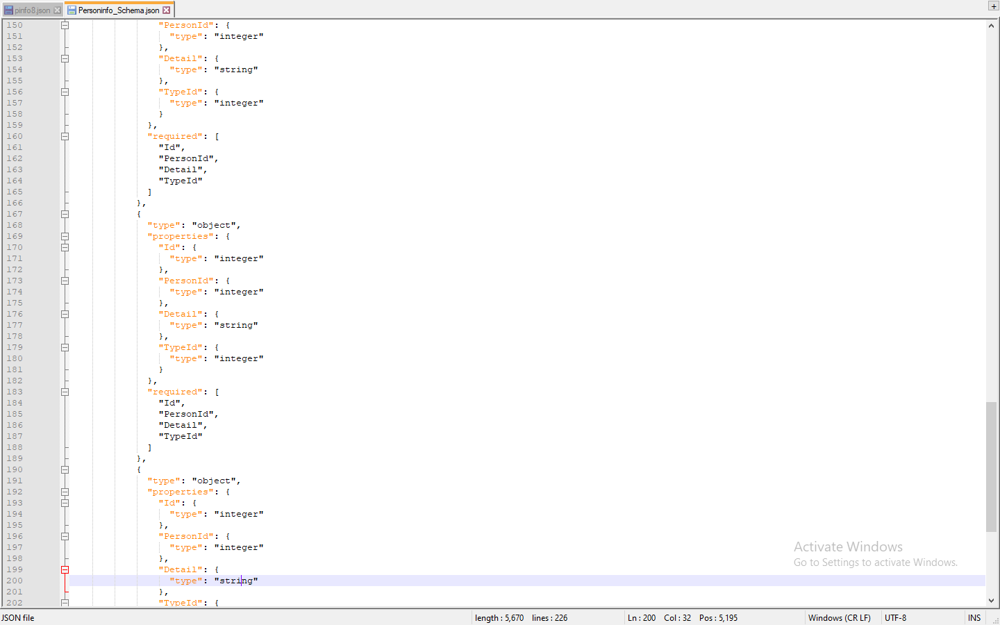 pinfo8.json Personinfo_Schema.json
150 "PersonId": {
151 "type": "integer"
152 },
153 "Detail": {
154 "type": "string"
155 },
156 "TypeId": {
157 "type": "integer"
158 }
159 },
160 "required": [
161 "Id",
162 "PersonId",
163 "Detail",
164 "TypeId"
165 ]
166 },
167 {
168 "type": "object",
169 "properties": {
170 "Id": {
171 "type": "integer"
172 },
173 "PersonId": {
174 "type": "integer"
175 },
176 "Detail": {
177 "type": "string"
178 },
179 "TypeId": {
180 "type": "integer"
181 }
182 },
183 "required": [
184 "Id",
185 "PersonId",
186 "Detail",
187 "TypeId"
188 ]
189 },
190 {
191 "type": "object",
192 "properties": {
193 "Id": {
194 "type": "integer"
195 },
196 "PersonId": {
197 "type": "integer"
198 },
199 "Detail": {
200 "type": "string"
201 },
202 "TypeId": {
Activate Windows
Go to Settings to activate Windows.
JSON file length : 5,670 lines : 226 Ln : 200 Col : 32 Pos : 5,195 Windows (CR LF) UTF-8 INS